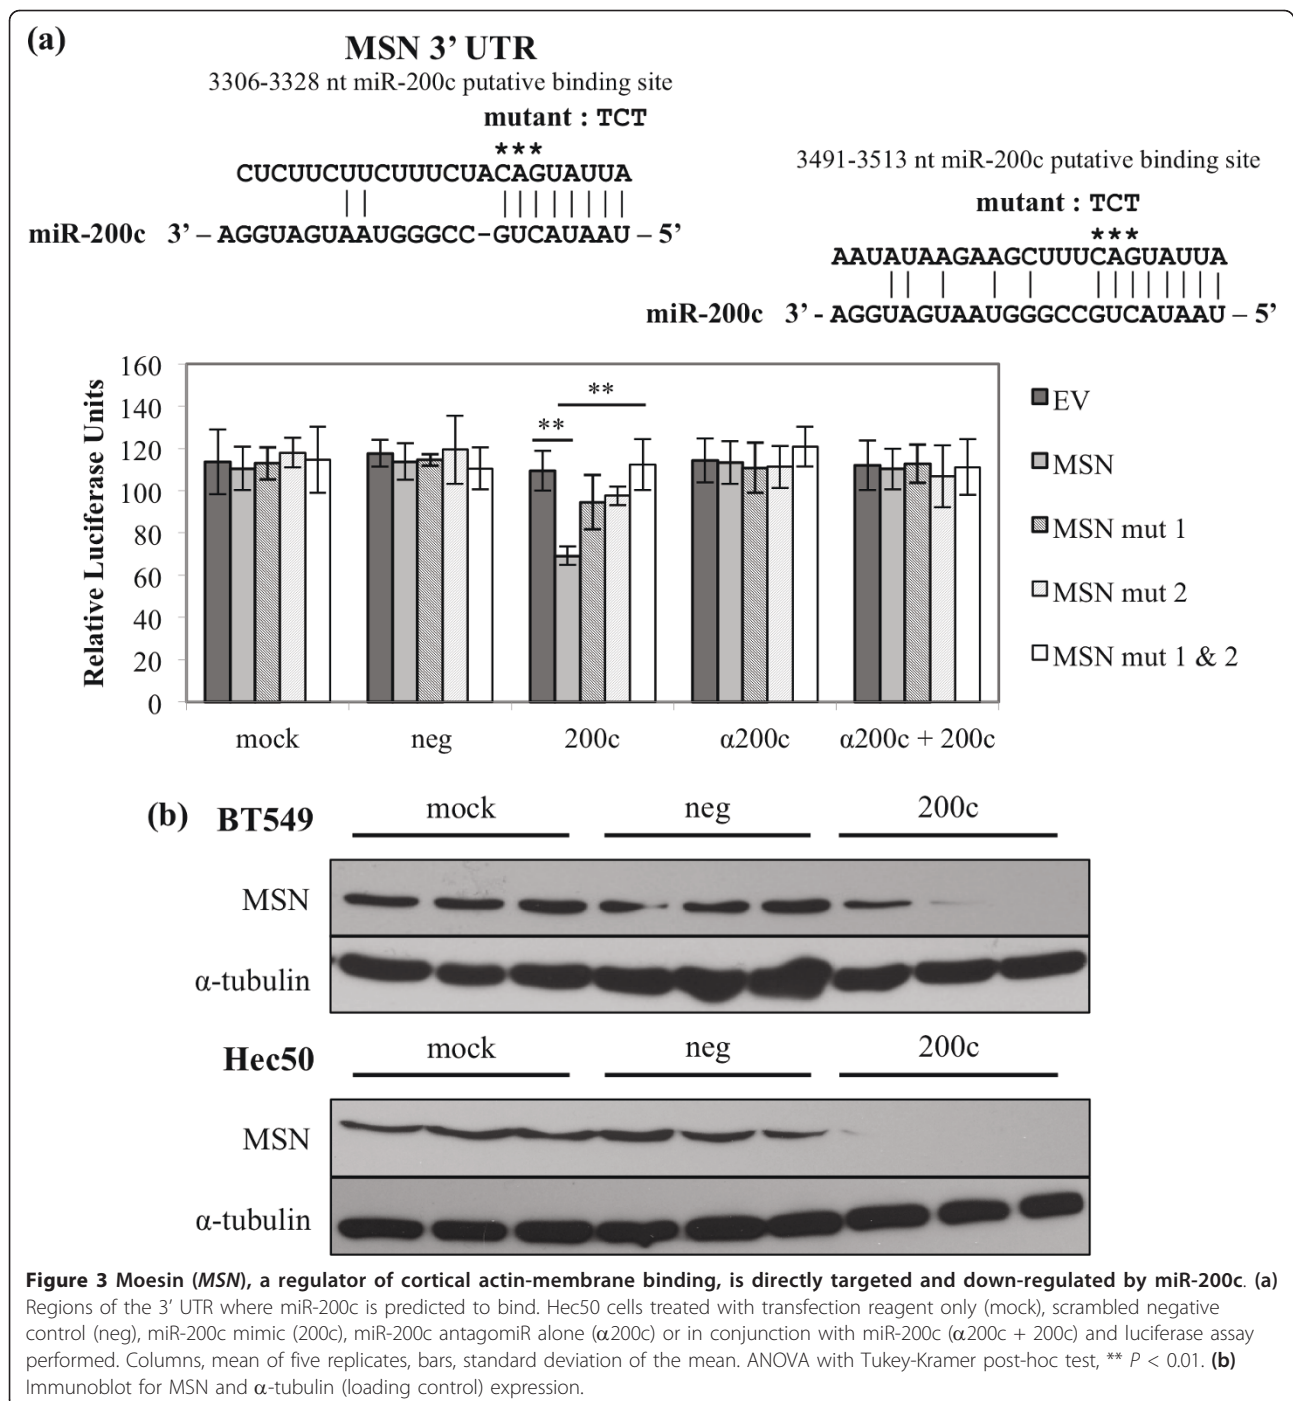 (a)
MSN 3’ UTR
3306-3328 nt miR-200c putative binding site
mutant : TCT
***
CUCUUCUUCUUUCUACAGUAUUA
miR-200c 3’ – AGGUAGUAAUGGGCC-GUCAUAAU – 5’
3491-3513 nt miR-200c putative binding site
mutant : TCT
***
AAUAUAAGAAGCUUUCAGUAUUA
miR-200c 3’ - AGGUAGUAAUGGGCCGUCAUAAU – 5’
Relative Luciferase Units
160
140
120
100
80
60
40
20
0
**
**
mock neg 200c α200c α200c + 200c
EV
MSN
MSN mut 1
MSN mut 2
MSN mut 1 & 2
(b) BT549 mock neg 200c
MSN
α-tubulin
Hec50 mock neg 200c
MSN
α-tubulin
Figure 3 Moesin (MSN), a regulator of cortical actin-membrane binding, is directly targeted and down-regulated by miR-200c. (a)
Regions of the 3’ UTR where miR-200c is predicted to bind. Hec50 cells treated with transfection reagent only (mock), scrambled negative
control (neg), miR-200c mimic (200c), miR-200c antagomiR alone (α200c) or in conjunction with miR-200c (α200c + 200c) and luciferase assay
performed. Columns, mean of five replicates, bars, standard deviation of the mean. ANOVA with Tukey-Kramer post-hoc test, ** P < 0.01. (b)
Immunoblot for MSN and α-tubulin (loading control) expression.